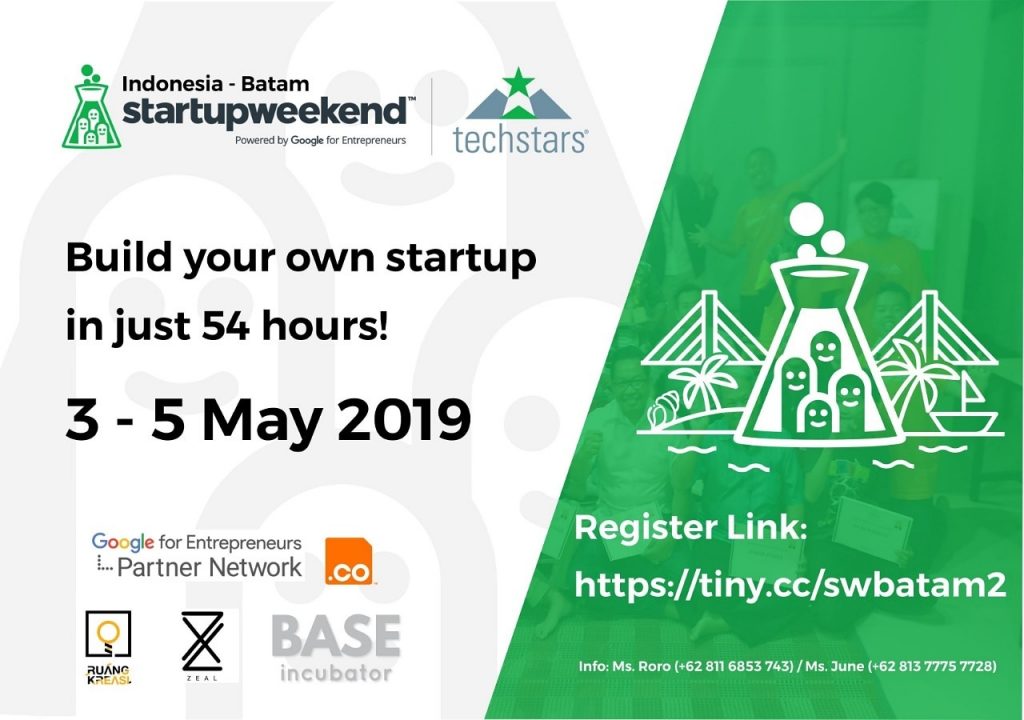 Indonesia - Batam
startupweekend™
Powered by Google for Entrepreneurs
techstars®
Build your own startup
in just 54 hours!
3 - 5 May 2019
Google for Entrepreneurs
Partner Network
.co
RUÁNG
KREASI
ZEAL
BASE
incubator
Register Link:
https://tiny.cc/swbatam2
Info: Ms. Roro (+62 811 6853 743) / Ms. June (+62 813 7775 7728)